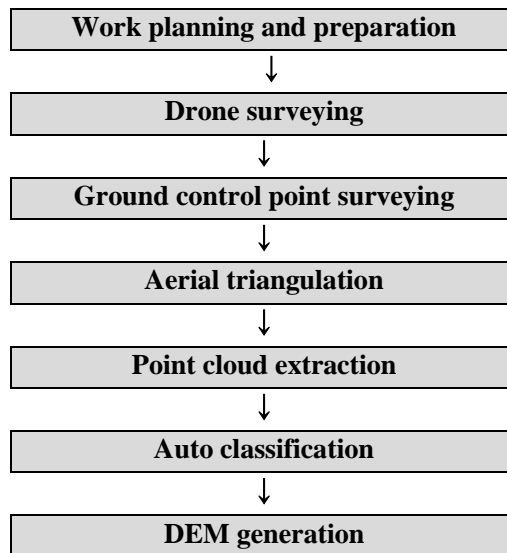 Work planning and preparation
Drone surveying
Ground control point surveying
Aerial triangulation
Point cloud extraction
Auto classification
DEM generation